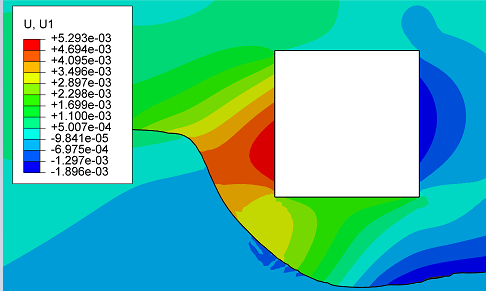 U, U1
+5.293e-03
+4.694e-03
+4.095e-03
+3.496e-03
+2.897e-03
+2.298e-03
+1.699e-03
+1.100e-03
+5.007e-04
-9.841e-05
-6.975e-04
-1.297e-03
-1.896e-03